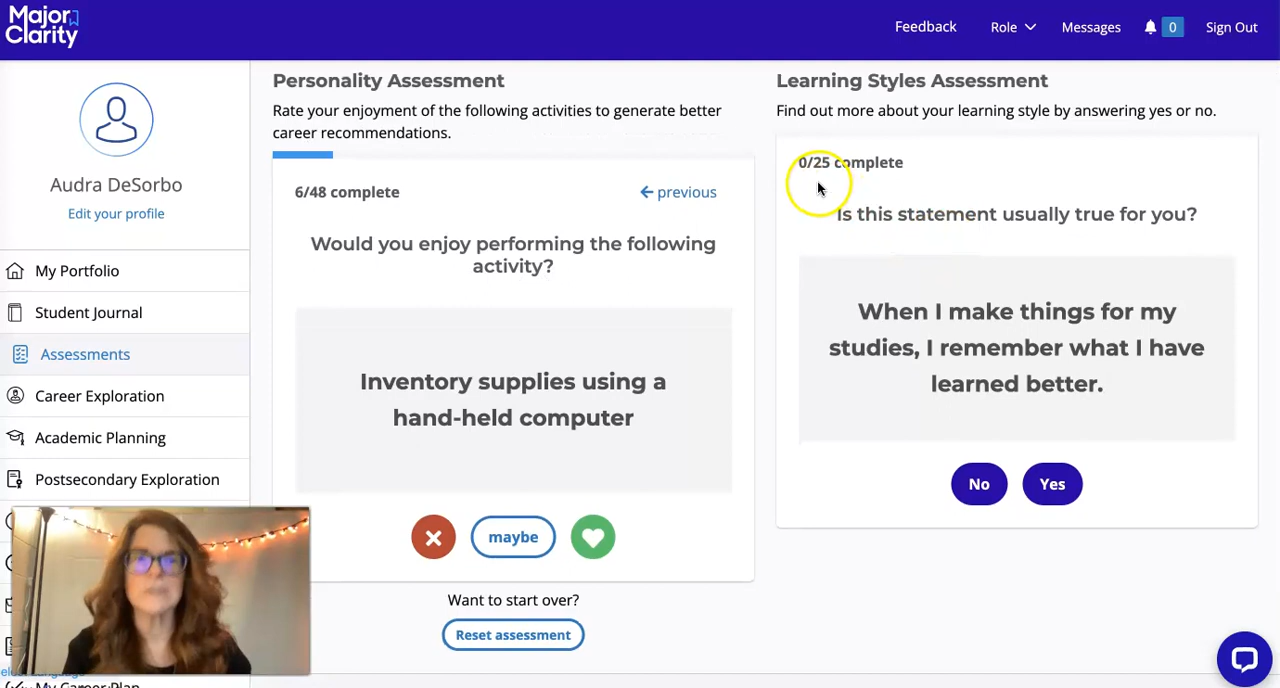 Major
Clarity
Feedback
Role
Messages
0
Sign Out
Audra DeSorbo
Edit your profile
My Portfolio
Student Journal
Assessments
Career Exploration
Academic Planning
Postsecondary Exploration
My Career Plan
Personality Assessment
Rate your enjoyment of the following activities to generate better
career recommendations.
6/48 complete
previous
Would you enjoy performing the following
activity?
Inventory supplies using a
hand-held computer
maybe
Want to start over?
Reset assessment
Learning Styles Assessment
Find out more about your learning style by answering yes or no.
0/25 complete
Is this statement usually true for you?
When I make things for my
studies, I remember what I have
learned better.
No
Yes